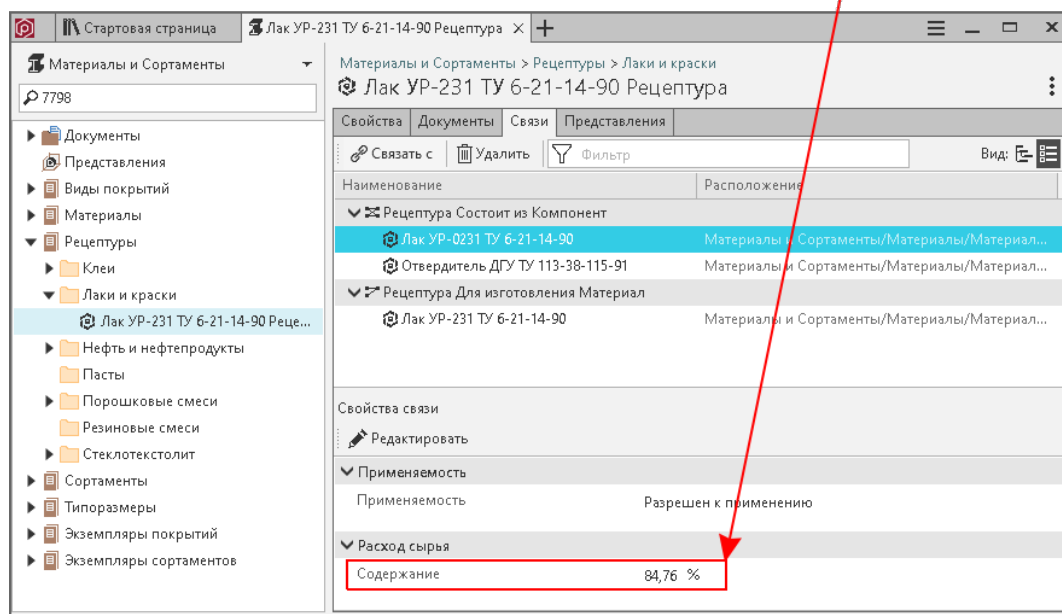 Стартовая страница
Лак УР-231 ТУ 6-21-14-90 Рецептура
Материалы и Сортаменты
7798
Документы
Представления
Виды покрытий
Материалы
Рецептуры
Клеи
Лаки и краски
Лак УР-231 ТУ 6-21-14-90 Реце...
Нефть и нефтепродукты
Пасты
Порошковые смеси
Резиновые смеси
Стеклотекстолит
Сортаменты
Типоразмеры
Экземпляры покрытий
Экземпляры сортаментов
Материалы и Сортаменты > Рецептуры > Лаки и краски
Лак УР-231 ТУ 6-21-14-90 Рецептура
Свойства Документы Связи Представления
Связать с Удалить Фильтр Вид:
Наименование Расположение
Рецептура Состоит из Компонент
Лак УР-0231 ТУ 6-21-14-90 Материалы и Сортаменты/Материалы/Материал...
Отвердитель ДГУ ТУ 113-38-115-91 Материалы и Сортаменты/Материалы/Материал...
Рецептура Для изготовления Материал
Лак УР-231 ТУ 6-21-14-90 Материалы и Сортаменты/Материалы/Материал...
Свойства связи
Редактировать
Применяемость
Применяемость Разрешен к применению
Расход сырья
Содержание 84,76 %